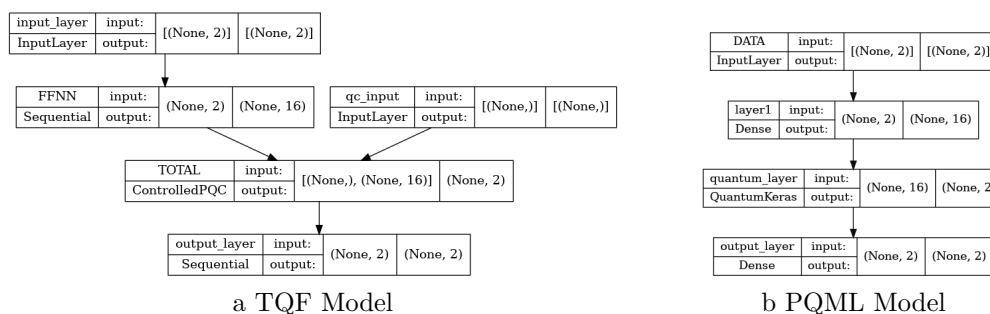 input_layer input: [(None, 2)] [(None, 2)]
InputLayer output:
FFNN input: (None, 2) (None, 16)
Sequential output:
qc_input input: [(None,)] [(None,)]
InputLayer output:
TOTAL input: [(None,), (None, 16)] (None, 2)
ControlledPQC output:
output_layer input: (None, 2) (None, 2)
Sequential output:
a TQF Model
DATA input: [(None, 2)] [(None, 2)]
InputLayer output:
layer1 input: (None, 2) (None, 16)
Dense output:
quantum_layer input: (None, 16) (None, 2
QuantumKeras output:
output_layer input: (None, 2) (None, 2)
Dense output:
b PQML Model